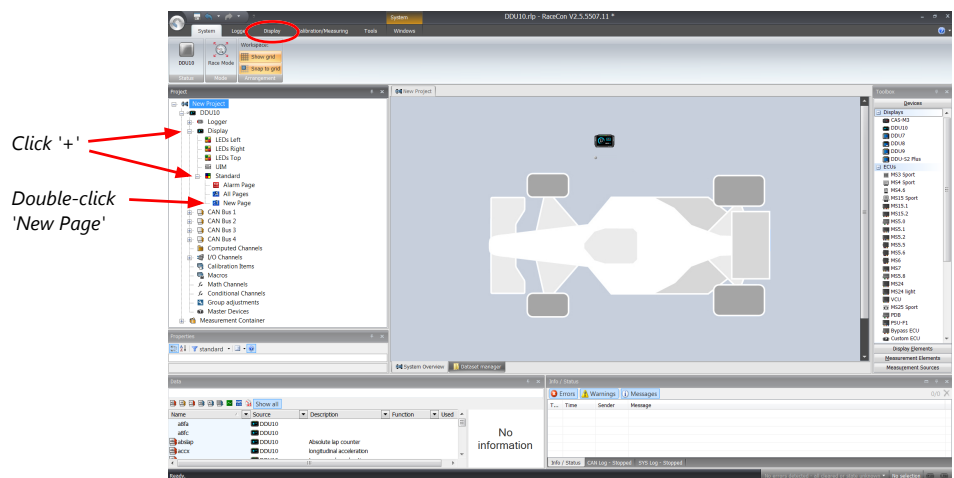 System
DDU10.rlp - RaceCon V2.5.5507.11 *
System
Logger
Display
Calibration/Measuring
Tools
Windows
DDU10
Race Mode
Workspace:
Show grid
Snap to grid
Status
Mode
Arrangement
Project
New Project
Toolbox
New Project
Devices
DDU10
Displays
Logger
CAS-M3
Display
DDU10
LEDs Left
DDU7
LEDs Right
DDU8
LEDs Top
DDU9
UIM
DDU-S2 Plus
Standard
ECUs
Alarm Page
MS3 Sport
All Pages
MS4 Sport
New Page
MS4.6
CAN Bus 1
MS15 Sport
CAN Bus 2
MS15.1
CAN Bus 3
MS15.2
CAN Bus 4
MS5.0
Computed Channels
MS5.1
I/O Channels
MS5.2
Calibration Items
MS5.5
Macros
MS5.6
Math Channels
MS6
Conditional Channels
MS7
Group adjustments
MS5.8
Master Devices
MS24
Measurement Container
MS24 light
VCU
MS25 Sport
PDB
PSU-F1
Bypass ECU
Custom ECU
Click '+'
Double-click
'New Page'
Properties
standard
Display Elements
Measurement Elements
Measurement Sources
System Overview
Dataset manager
Data
Show all
Name
Source
Description
Function
Used
atifa
DDU10
atifc
DDU10
abslap
DDU10
Absolute lap counter
accx
DDU10
longitudinal acceleration
No
information
Info / Status
Errors
Warnings
Messages
0/0
T...
Time
Sender
Message
Info / Status
CAN Log - Stopped
SYS Log - Stopped
Ready.
No selection